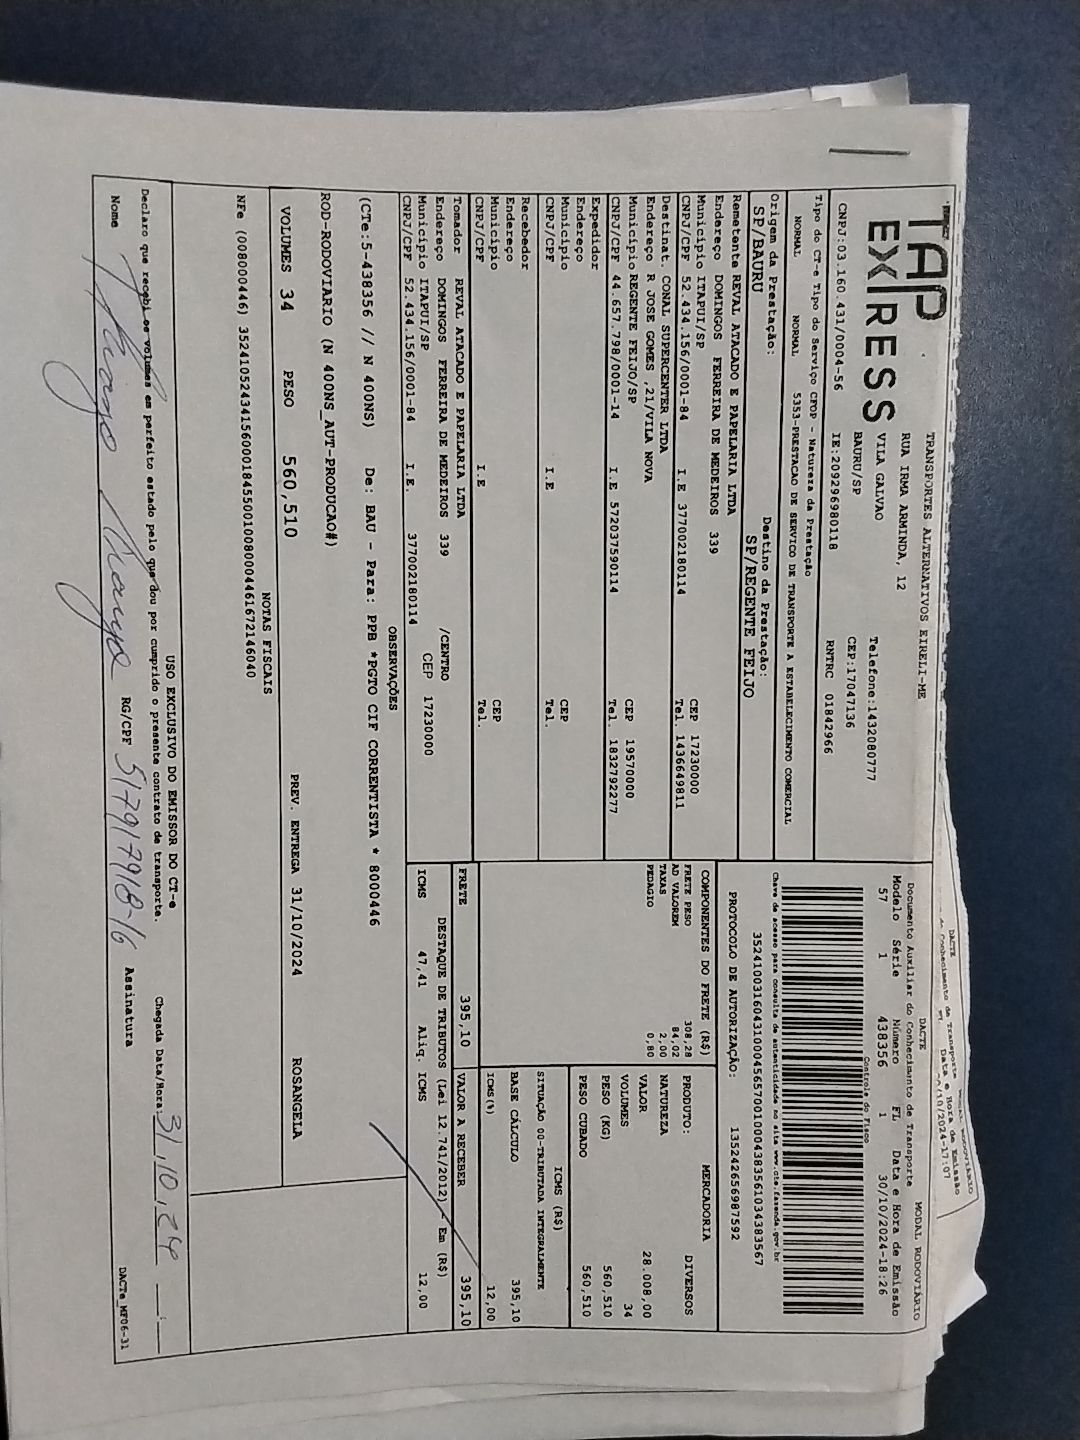 TAP
EXPRESS
TRANSPORTES ALTERNATIVOS EIRELI-ME
RUA IRMA ARMINDA, 12
VILA GALVAO
BAURU/SP
Telefone:1432080777
CEP:17047136
CNPJ:03.160.431/0004-56
IE:209296980118
RNTRC 01842966
DACTE
MODAL RODOVIÁRIO
Documento Auxiliar do Conhecimento de Transporte
Modelo Série Número FL Data e Hora de Emissão
57 1 438356 1 30/10/2024-18:26
Controle do Fisco
Chave de acesso para consulta de autenticidade no site www.cte.fazenda.gov.br
35241003160431000456570010004383561034383567
PROTOCOLO DE AUTORIZAÇÃO: 135242656987592
Tipo do CT-e Tipo do Serviço CFOP - Natureza da Prestação
NORMAL NORMAL 5353-PRESTACAO DE SERVICO DE TRANSPORTE A ESTABELECIMENTO COMERCIAL
Origem da Prestação:
SP/BAURU
Destino da Prestação:
SP/REGENTE FEIJO
Remetente REVAL ATACADO E PAPELARIA LTDA
Endereço DOMINGOS FERREIRA DE MEDEIROS 339
Município ITAPUI/SP CEP 17230000
CNPJ/CPF 52.434.156/0001-84 I.E 377002180114 Tel. 1436649811
Destinat. CONAL SUPERCENTER LTDA
Endereço R JOSE GOMES ,21/VILA NOVA
Município REGENTE FEIJO/SP CEP 19570000
CNPJ/CPF 44.657.798/0001-14 I.E 572037590114 Tel. 1832792277
Expedidor
Endereço
Município CEP
CNPJ/CPF I.E Tel.
Recebedor
Endereço
Município CEP
CNPJ/CPF I.E Tel.
Tomador REVAL ATACADO E PAPELARIA LTDA
Endereço DOMINGOS FERREIRA DE MEDEIROS 339 /CENTRO
Município ITAPUI/SP CEP 17230000
CNPJ/CPF 52.434.156/0001-84 I.E. 377002180114
COMPONENTES DO FRETE (R$)
FRETE PESO 308,28
AD VALOREM 84,02
TAXAS 2,00
PEDAGIO 0,80
MERCADORIA
PRODUTO: DIVERSOS
NATUREZA
VALOR 28.008,00
VOLUMES 34
PESO (KG) 560,510
PESO CUBADO 560,510
ICMS (R$)
SITUAÇÃO 00-TRIBUTADA INTEGRALMENTE
BASE CÁLCULO 395,10
ICMS(%) 12,00
FRETE 395,10
VALOR A RECEBER 395,10
DESTAQUE DE TRIBUTOS (Lei 12.741/2012) - Em (R$)
ICMS 47,41 Aliq. ICMS 12,00
OBSERVAÇÕES
(CTe:5-438356 // N 400NS) De: BAU - Para: PPB *PGTO CIF CORRENTISTA * 8000446
ROD-RODOVIARIO (N 400NS_AUT-PRODUCAO#)
VOLUMES 34 PESO 560,510 PREV. ENTREGA 31/10/2024 ROSANGELA
NOTAS FISCAIS
NFe (008000446) 35241052434156000184550010080004461672146040
USO EXCLUSIVO DO EMISSOR DO CT-e
Declaro que recebi os volumes em perfeito estado pelo que dou por cumprido o presente contrato de transporte.
Chegada Data/Hora: 31.10.24
Nome RG/CPF Assinatura
DACTe_MP06-31